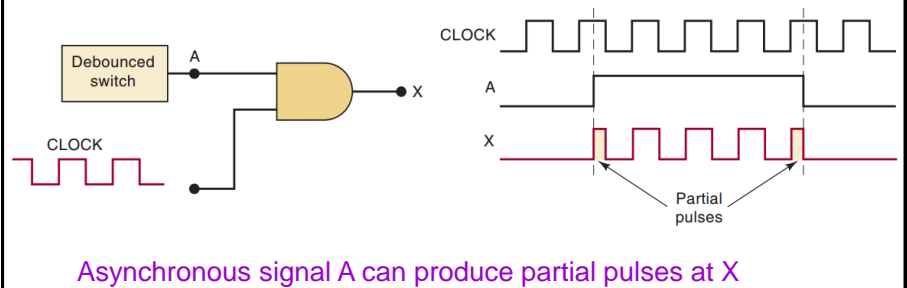 Debounced
switch
A
X
CLOCK
CLOCK
A
X
Partial
pulses
Asynchronous signal A can produce partial pulses at X